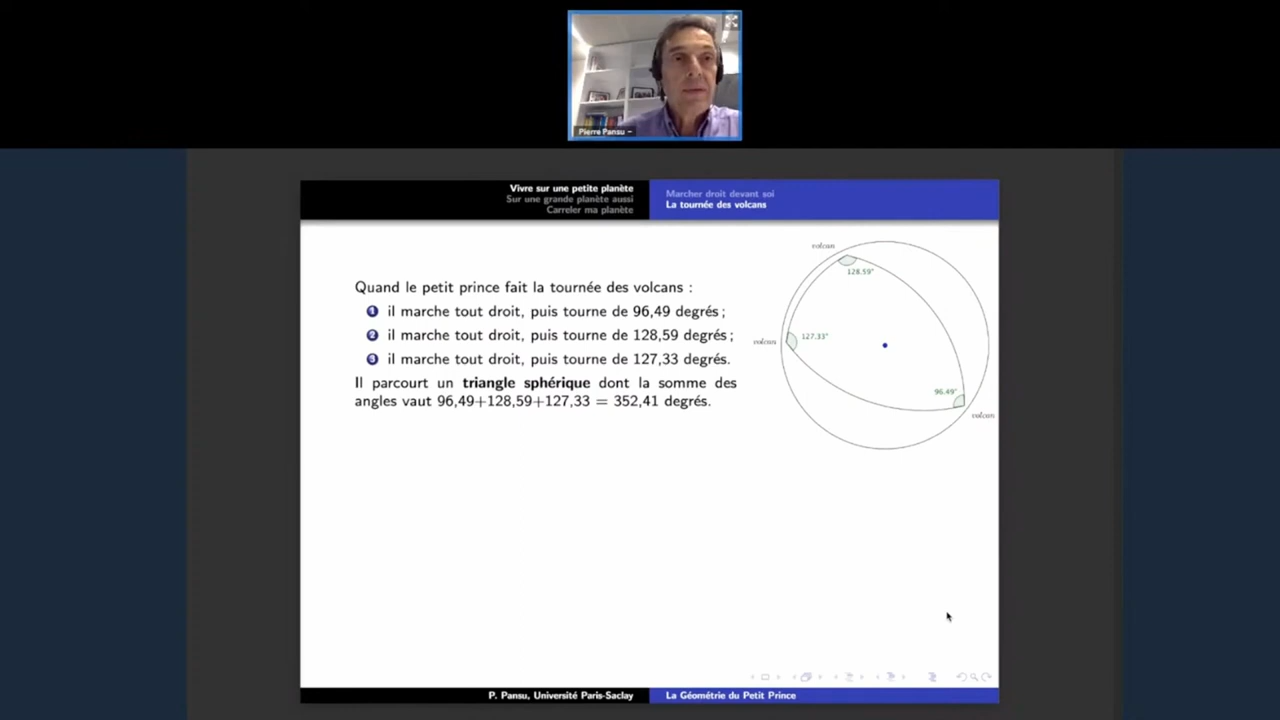 Pierre Pansu
Vivre sur une petite planète
Sur une grande planète aussi
Carreler ma planète
Marcher droit devant soi
La tournée des volcans
Quand le petit prince fait la tournée des volcans :
1 il marche tout droit, puis tourne de 96,49 degrés ;
2 il marche tout droit, puis tourne de 128,59 degrés ;
3 il marche tout droit, puis tourne de 127,33 degrés.
Il parcourt un triangle sphérique dont la somme des
angles vaut 96,49+128,59+127,33 = 352,41 degrés.
volcan
128.59°
volcan
127.33°
96.49°
volcan
P. Pansu, Université Paris-Saclay
La Géométrie du Petit Prince